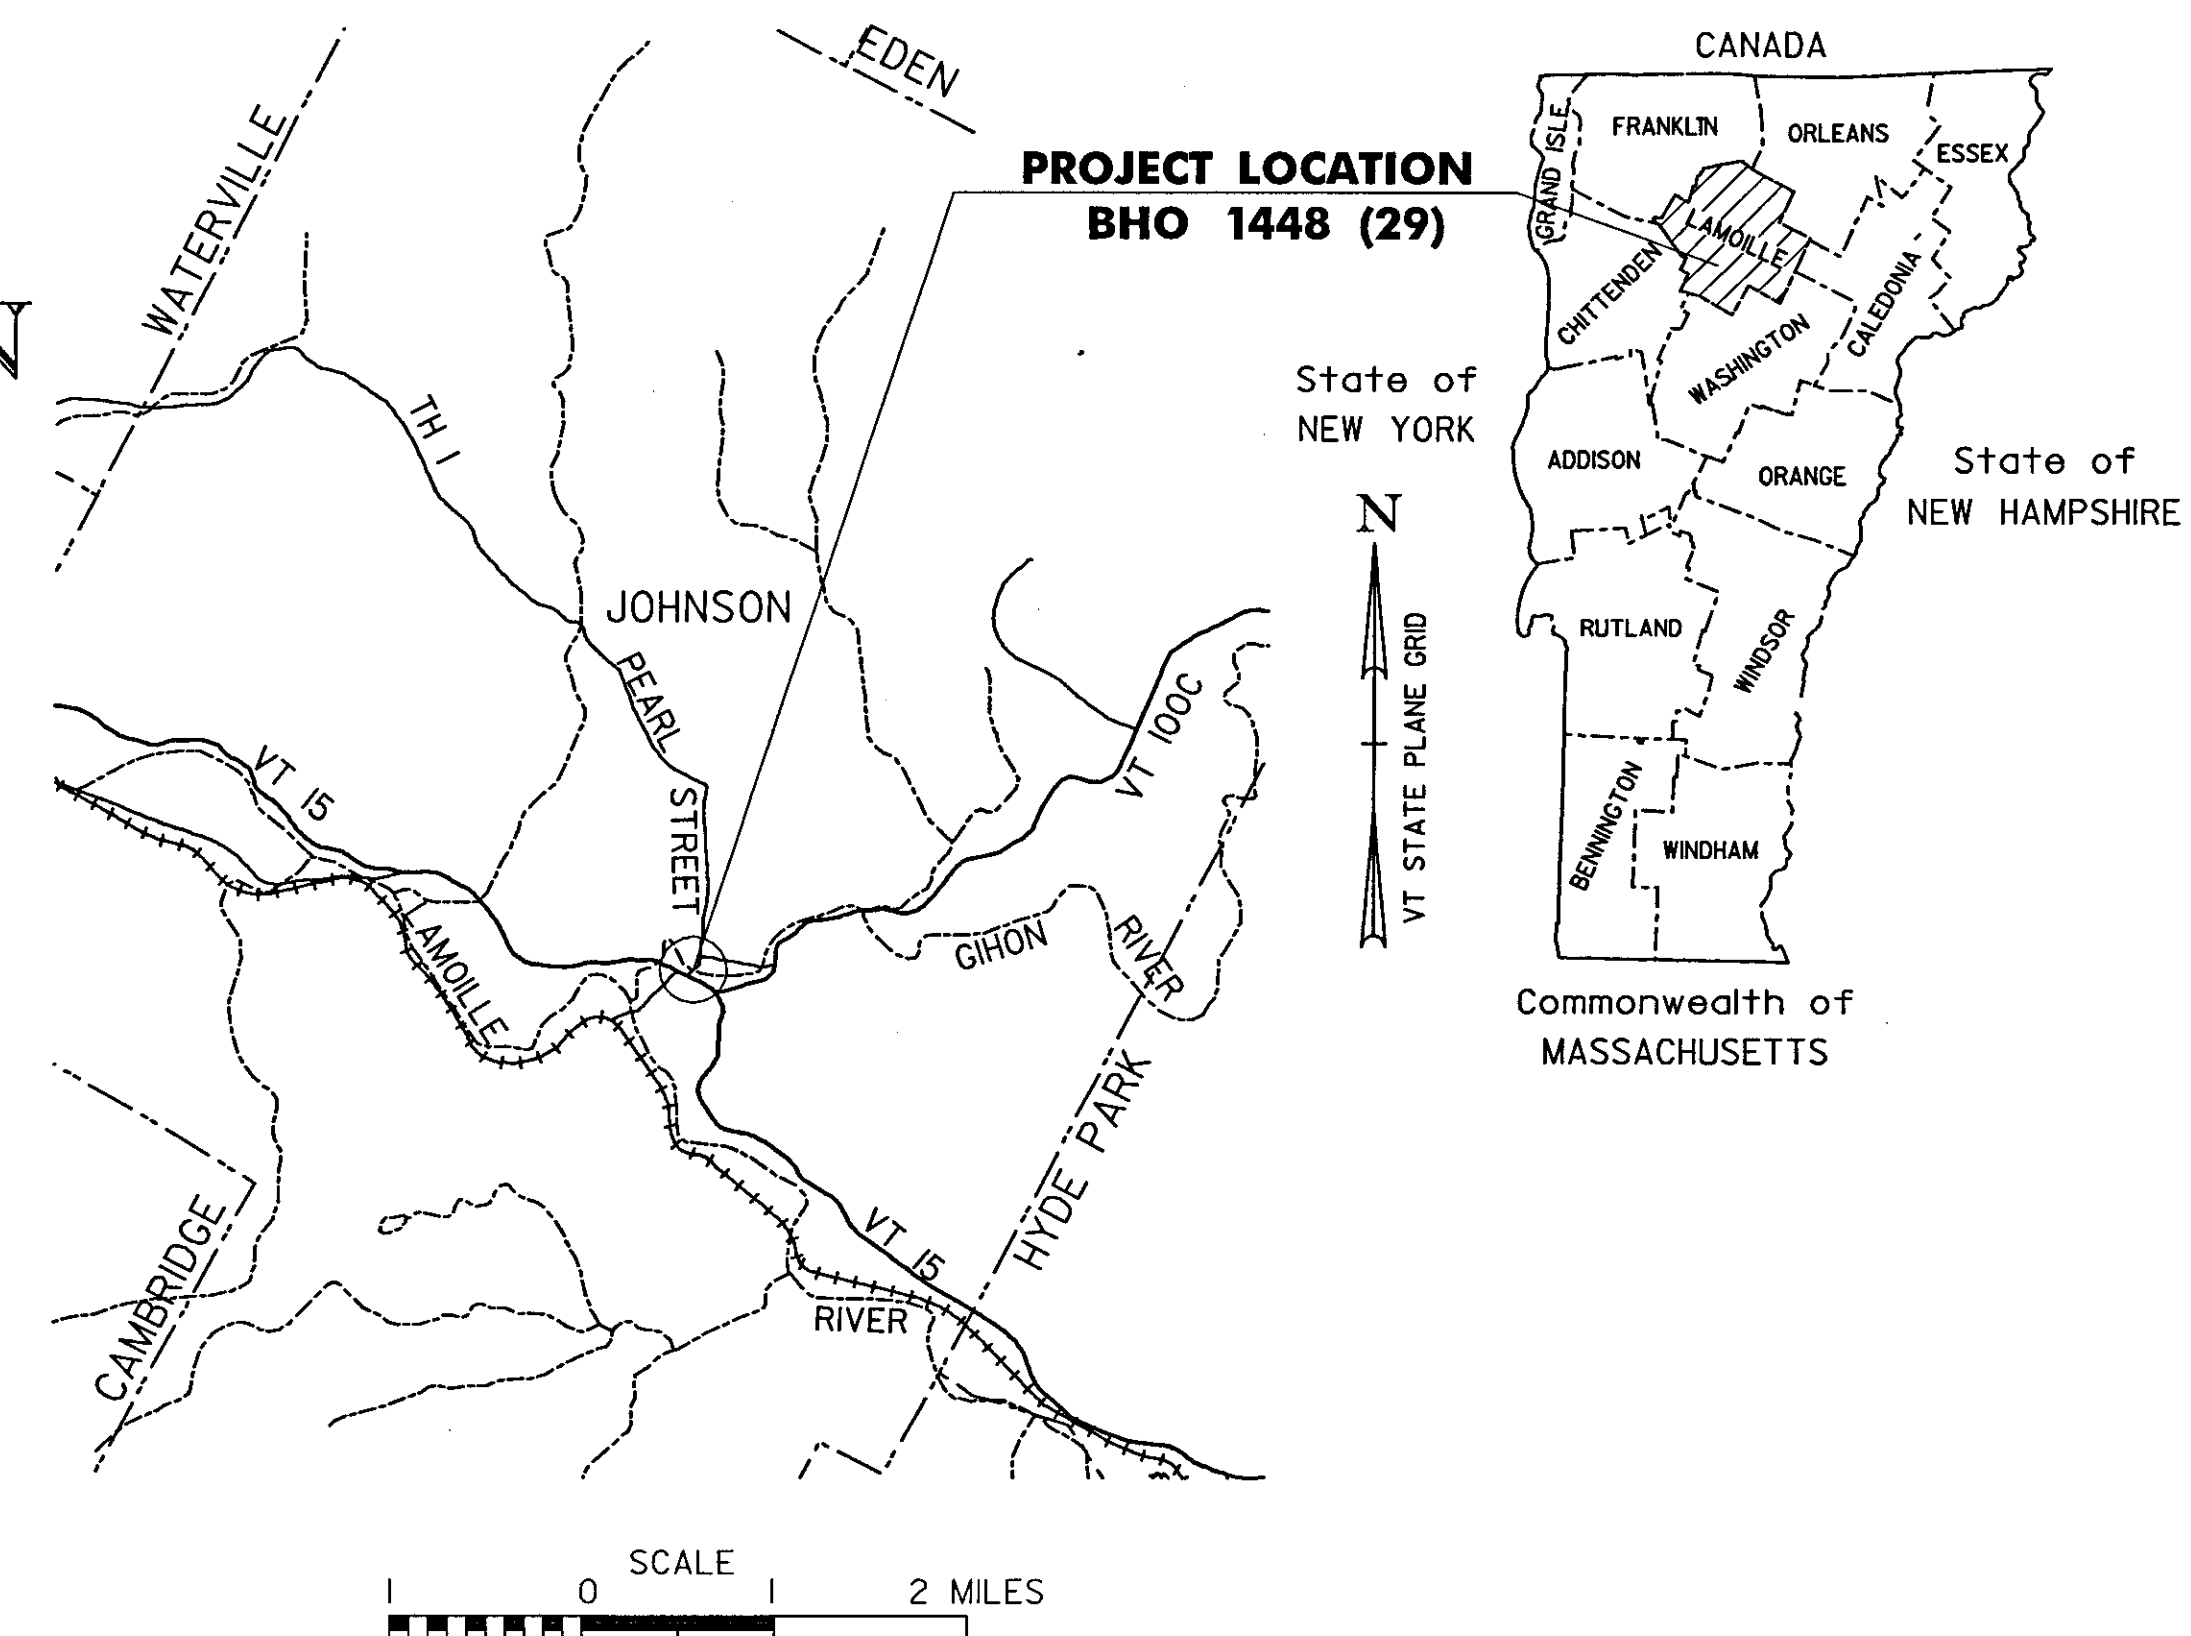 EDEN
WATERVILLE
PROJECT LOCATION
BHO 1448 (29)
TH 1
JOHNSON
PEARL
STREET
VT 15
VT 100C
LAMOILLE
GIHON
RIVER
HYDE PARK
CAMBRIDGE
VT 15
RIVER
SCALE
1 0 1 2 MILES
CANADA
GRAND ISLE
FRANKLIN
ORLEANS
ESSEX
LAMOILLE
CHITTENDEN
WASHINGTON
CALEDONIA
State of
NEW YORK
ADDISON
ORANGE
State of
NEW HAMPSHIRE
N
VT STATE PLANE GRID
RUTLAND
WINDSOR
BENNINGTON
WINDHAM
Commonwealth of
MASSACHUSETTS